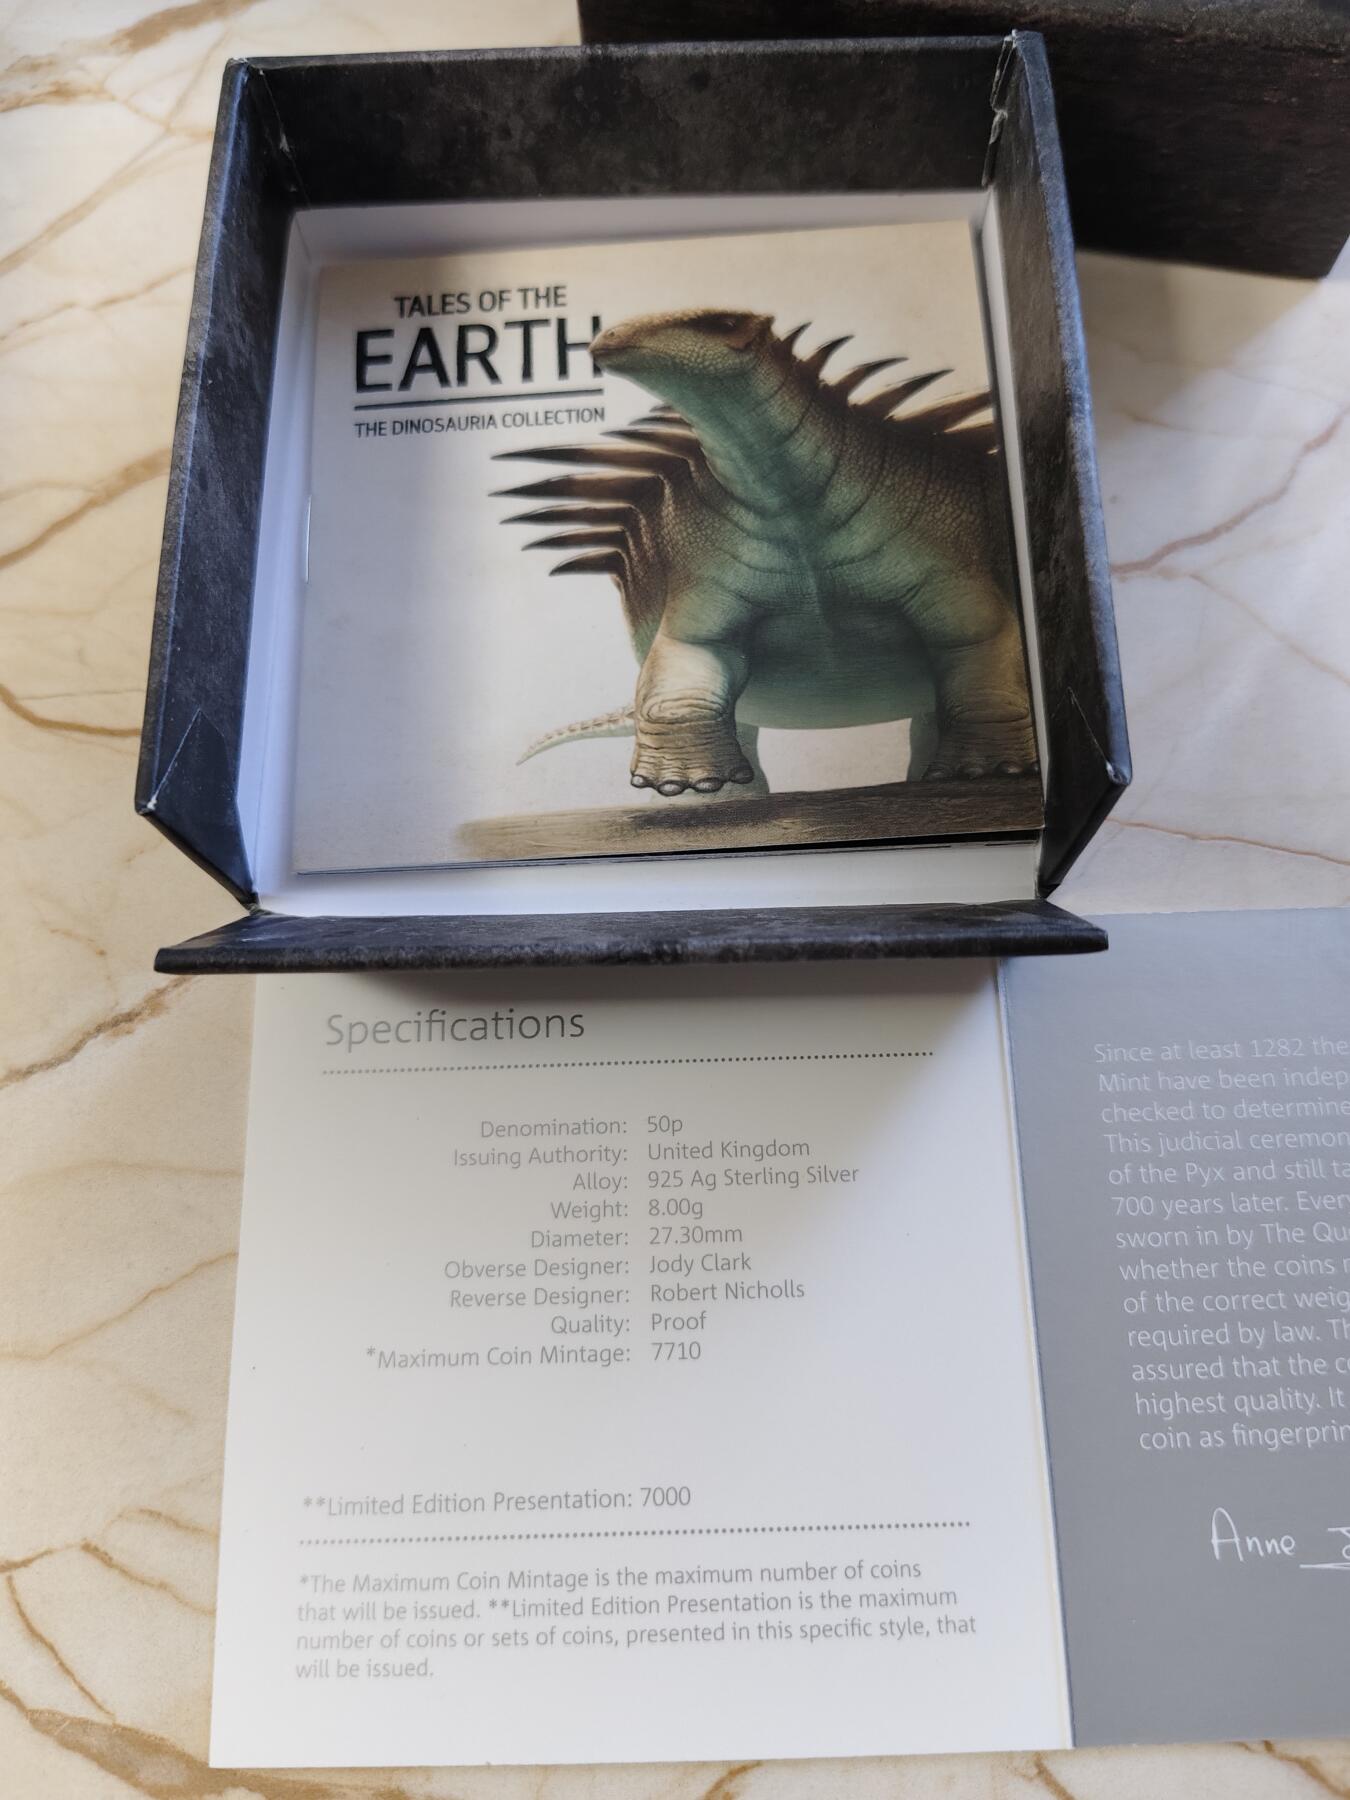 TALES OF THE
EARTH
THE DINOSAURIA COLLECTION
Specifications
Denomination: 50p
Issuing Authority: United Kingdom
Alloy: 925 Ag Sterling Silver
Weight: 8.00g
Diameter: 27.30mm
Obverse Designer: Jody Clark
Reverse Designer: Robert Nicholls
Quality: Proof
*Maximum Coin Mintage: 7710
**Limited Edition Presentation: 7000
*The Maximum Coin Mintage is the maximum number of coins
that will be issued. **Limited Edition Presentation is the maximum
number of coins or sets of coins, presented in this specific style, that
will be issued.
Since at least 1282 the
Mint have been indep
checked to determine
This judicial ceremon
of the Pyx and still ta
700 years later. Ever
sworn in by The Qu
whether the coins
of the correct weig
required by law. Th
assured that the c
highest quality. It
coin as fingerprin
Anne